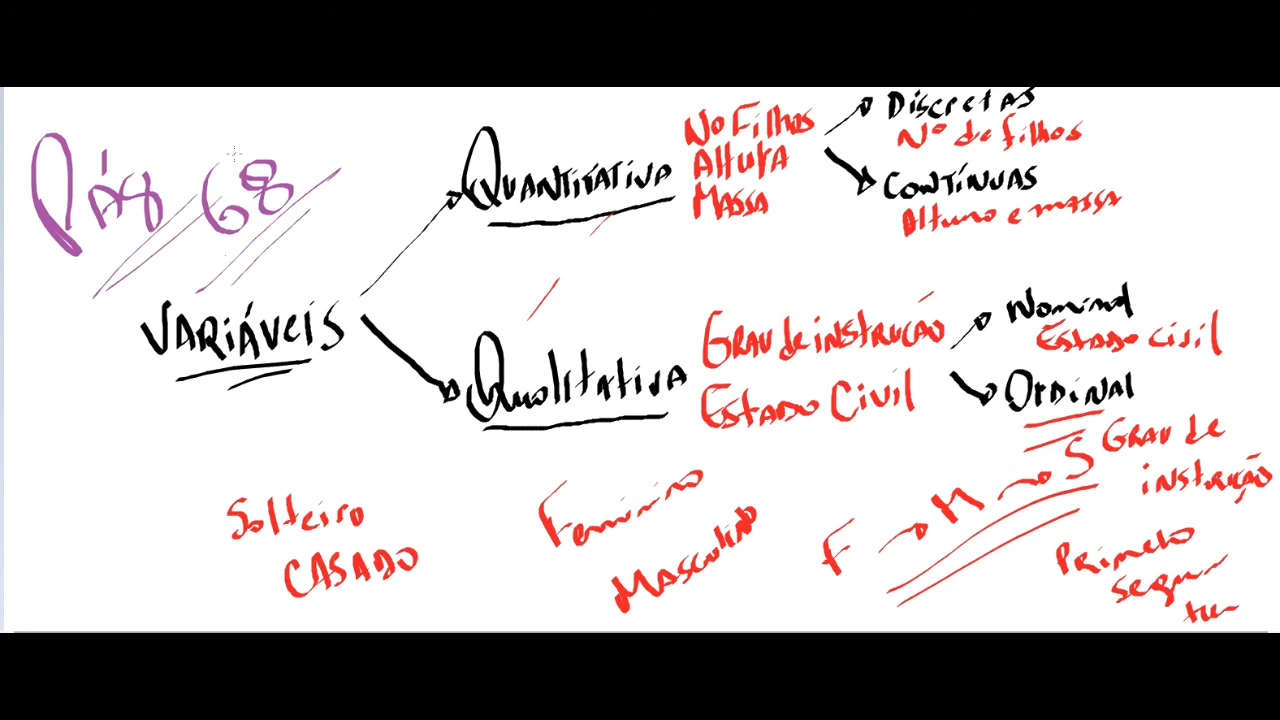 Pág 68
VARIÁVEIS
QUANTITATIVA
No Filhos
Altura
Massa
Discretas
Nº de filhos
CONTÍNUAS
Altura e massa
Qualitativa
Grau de instrução
Estado Civil
Nominal
Estado civil
Ordinal
Grau de
instrução
Solteiro
CASADO
Feminino
Masculino
F → M → S
Primeiro
segun